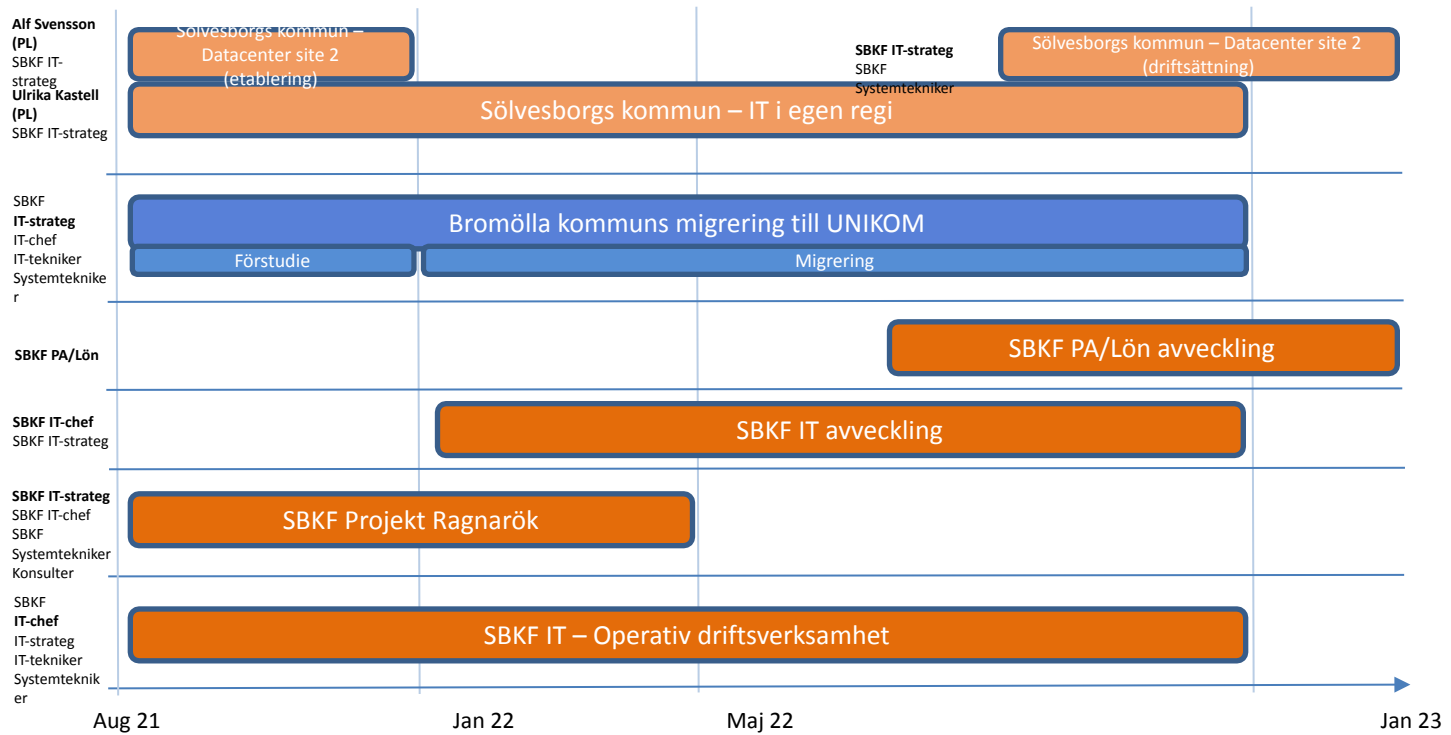 Alf Svensson
(PL)
SBKF IT-
strateg
Sölvesborgs kommun –
Datacenter site 2
(etablering)
SBKF IT-strateg
SBKF
Systemtekniker
Sölvesborgs kommun – Datacenter site 2
(driftsättning)
Ulrika Kastell
(PL)
SBKF IT-strateg
Sölvesborgs kommun – IT i egen regi
SBKF
IT-strateg
IT-chef
IT-tekniker
Systemteknike
r
Bromölla kommuns migrering till UNIKOM
Förstudie
Migrering
SBKF PA/Lön
SBKF PA/Lön avveckling
SBKF IT-chef
SBKF IT-strateg
SBKF IT avveckling
SBKF IT-strateg
SBKF IT-chef
SBKF
Systemtekniker
Konsulter
SBKF Projekt Ragnarök
SBKF
IT-chef
IT-strateg
IT-tekniker
Systemteknik
er
SBKF IT – Operativ driftsverksamhet
Aug 21
Jan 22
Maj 22
Jan 23